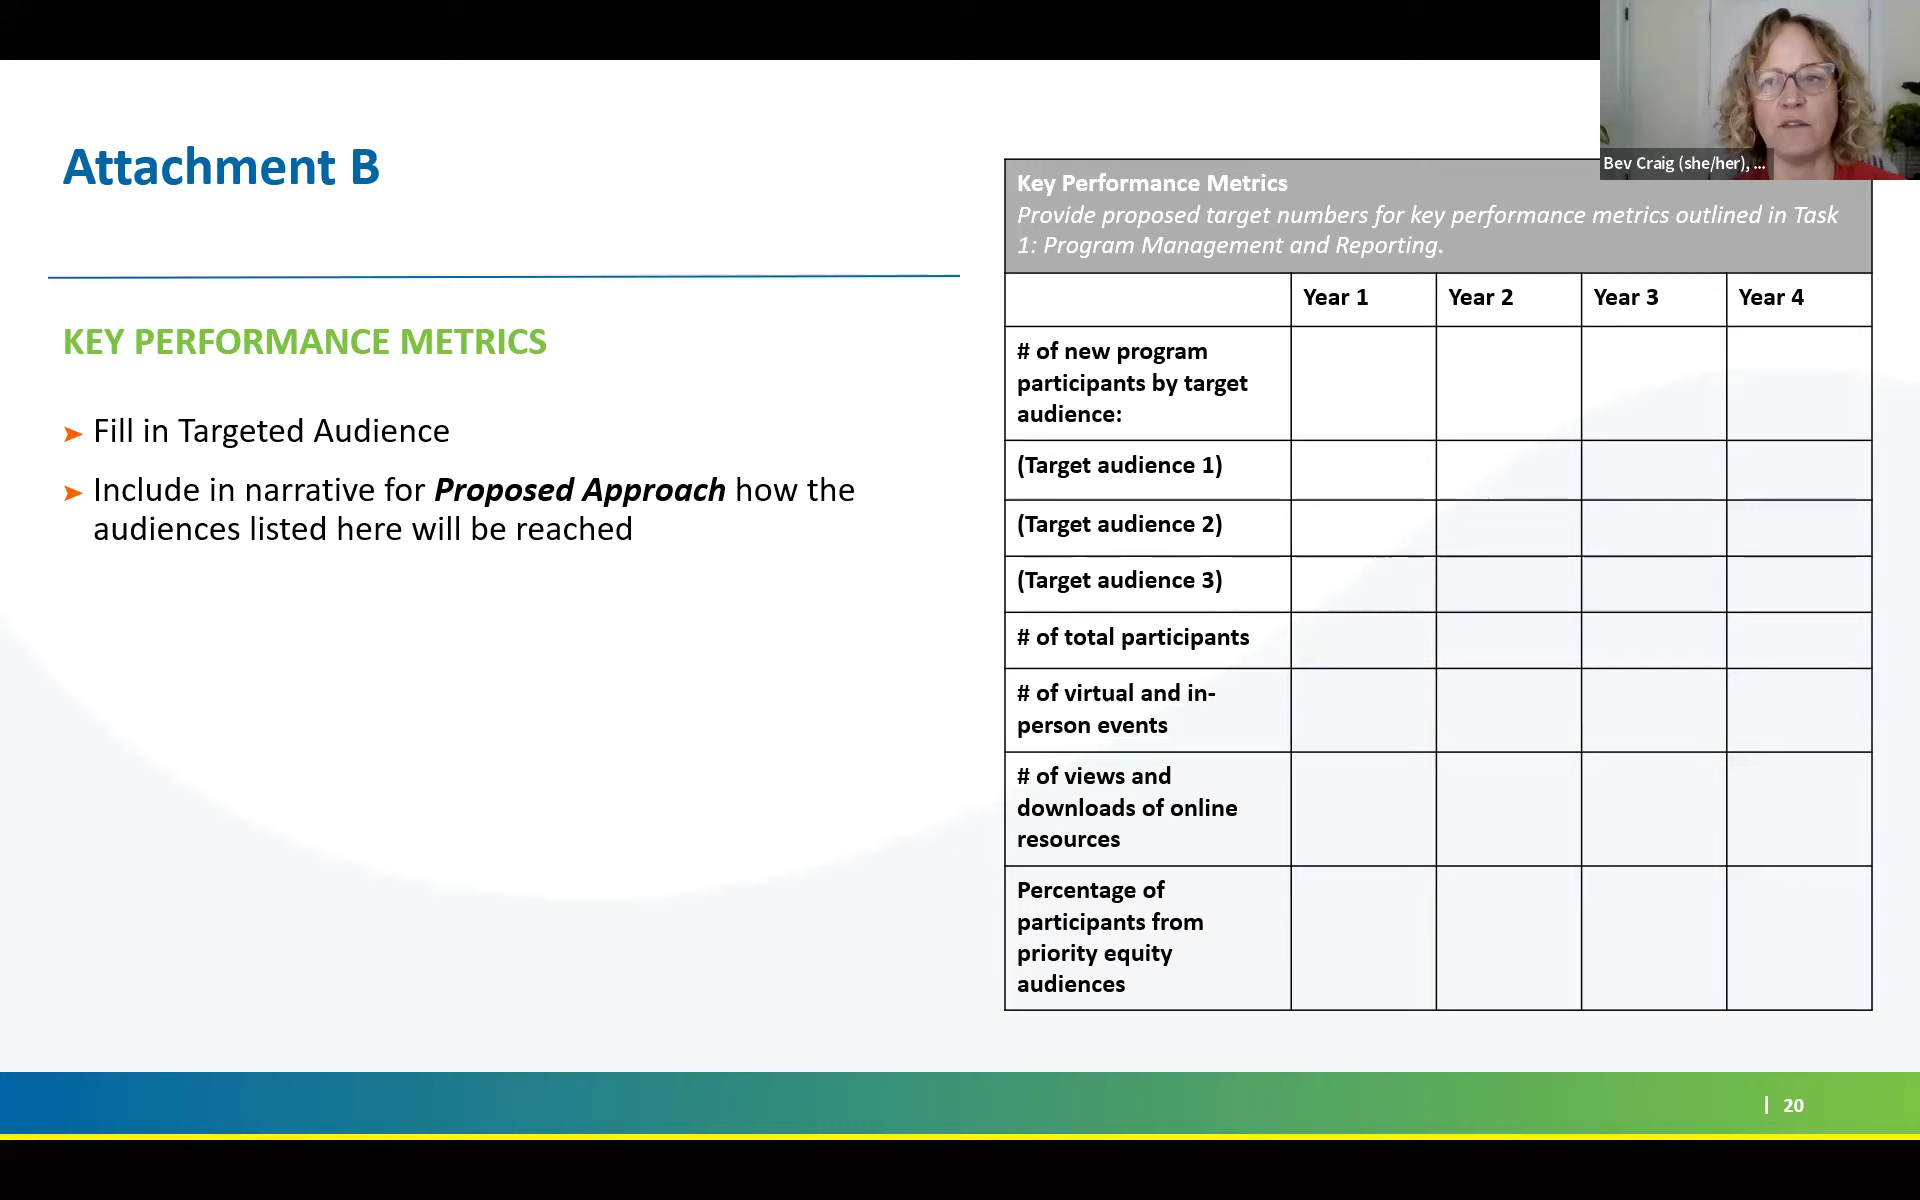 Bev Craig (she/her), ...
Attachment B
KEY PERFORMANCE METRICS
➤ Fill in Targeted Audience
➤ Include in narrative for Proposed Approach how the
audiences listed here will be reached
Key Performance Metrics
Provide proposed target numbers for key performance metrics outlined in Task
1: Program Management and Reporting.
Year 1 Year 2 Year 3 Year 4
# of new program
participants by target
audience:
(Target audience 1)
(Target audience 2)
(Target audience 3)
# of total participants
# of virtual and in-
person events
# of views and
downloads of online
resources
Percentage of
participants from
priority equity
audiences
| 20